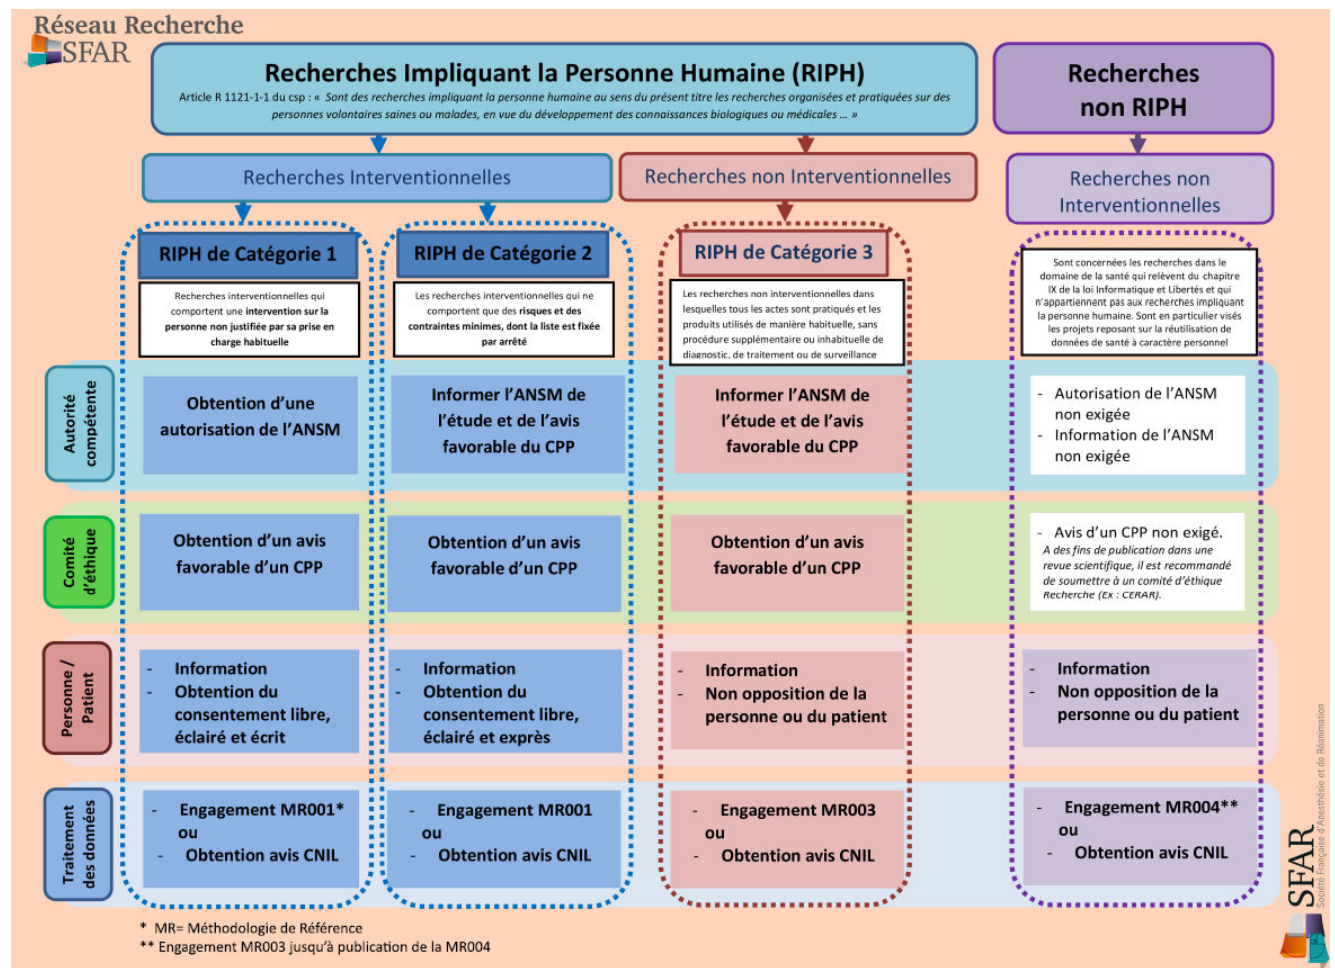 Réseau Recherche
SFAR
Recherches Impliquant la Personne Humaine (RIPH)
Article R 1121-1-1 du csp : « Sont des recherches impliquant la personne humaine au sens du présent titre les recherches organisées et pratiquées sur des
personnes volontaires saines ou malades, en vue du développement des connaissances biologiques ou médicales ... »
Recherches
non RIPH
Recherches Interventionnelles
Recherches non Interventionnelles
Recherches non
Interventionnelles
RIPH de Catégorie 1
Recherches interventionnelles qui
comportent une intervention sur la
personne non justifiée par sa prise en
charge habituelle
RIPH de Catégorie 2
Les recherches interventionnelles qui ne
comportent que des risques et des
contraintes minimes, dont la liste est fixée
par arrêté
RIPH de Catégorie 3
Les recherches non interventionnelles dans
lesquelles tous les actes sont pratiqués et les
produits utilisés de manière habituelle, sans
procédure supplémentaire ou inhabituelle de
diagnostic, de traitement ou de surveillance
Sont concernées les recherches dans le
domaine de la santé qui relèvent du chapitre
IX de la loi Informatique et Libertés et qui
n'appartiennent pas aux recherches impliquant
la personne humaine. Sont en particulier visés
les projets reposant sur la réutilisation de
données de santé à caractère personnel
Autorité
compétente
Obtention d'une
autorisation de l'ANSM
Informer l'ANSM de
l'étude et de l'avis
favorable du CPP
Informer l'ANSM de
l'étude et de l'avis
favorable du CPP
- Autorisation de l'ANSM
non exigée
- Information de l'ANSM
non exigée
Comité
d'éthique
Obtention d'un avis
favorable d'un CPP
Obtention d'un avis
favorable d'un CPP
Obtention d'un avis
favorable d'un CPP
- Avis d'un CPP non exigé.
A des fins de publication dans une
revue scientifique, il est recommandé
de soumettre à un comité d'éthique
Recherche (Ex : CERAR).
Personne /
Patient
- Information
- Obtention du
consentement libre,
éclairé et écrit
- Information
- Obtention du
consentement libre,
éclairé et exprès
- Information
- Non opposition de la
personne ou du patient
- Information
- Non opposition de la
personne ou du patient
Traitement
des données
- Engagement MR001*
ou
- Obtention avis CNIL
- Engagement MR001
ou
- Obtention avis CNIL
- Engagement MR003
ou
- Obtention avis CNIL
- Engagement MR004**
ou
- Obtention avis CNIL
* MR= Méthodologie de Référence
** Engagement MR003 jusqu'à publication de la MR004
SFAR
Société Française d'Anesthésie et de Réanimation